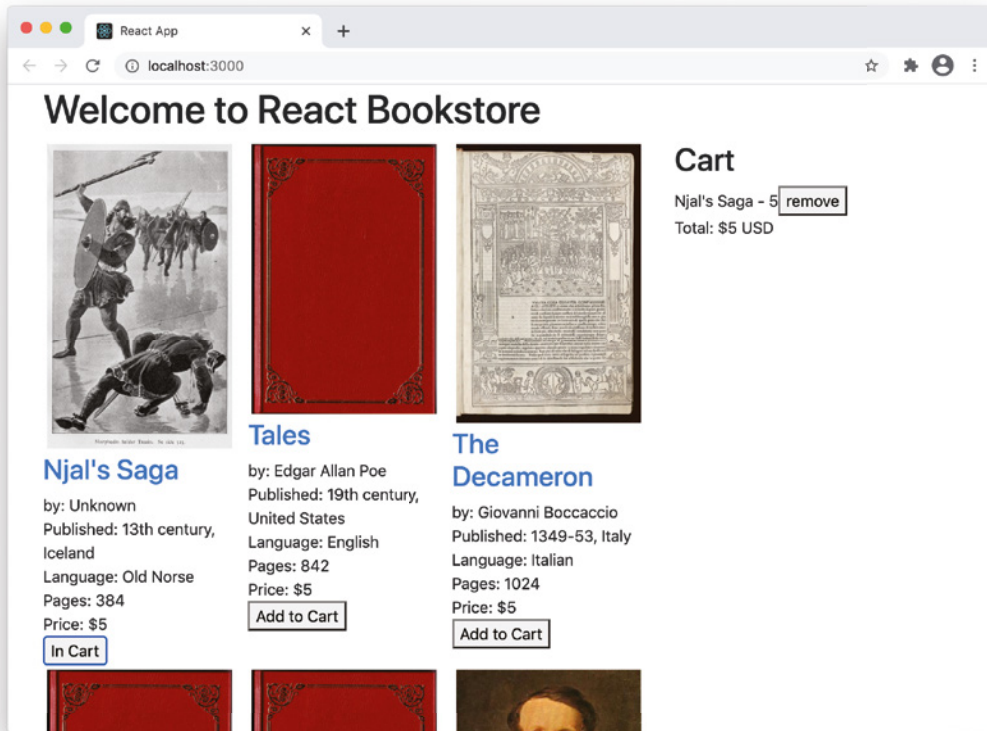 React App
localhost:3000
Welcome to React Bookstore
Njal's Saga
by: Unknown
Published: 13th century,
Iceland
Language: Old Norse
Pages: 384
Price: $5
In Cart
Tales
by: Edgar Allan Poe
Published: 19th century,
United States
Language: English
Pages: 842
Price: $5
Add to Cart
The
Decameron
by: Giovanni Boccaccio
Published: 1349-53, Italy
Language: Italian
Pages: 1024
Price: $5
Add to Cart
Cart
Njal's Saga - 5 remove
Total: $5 USD